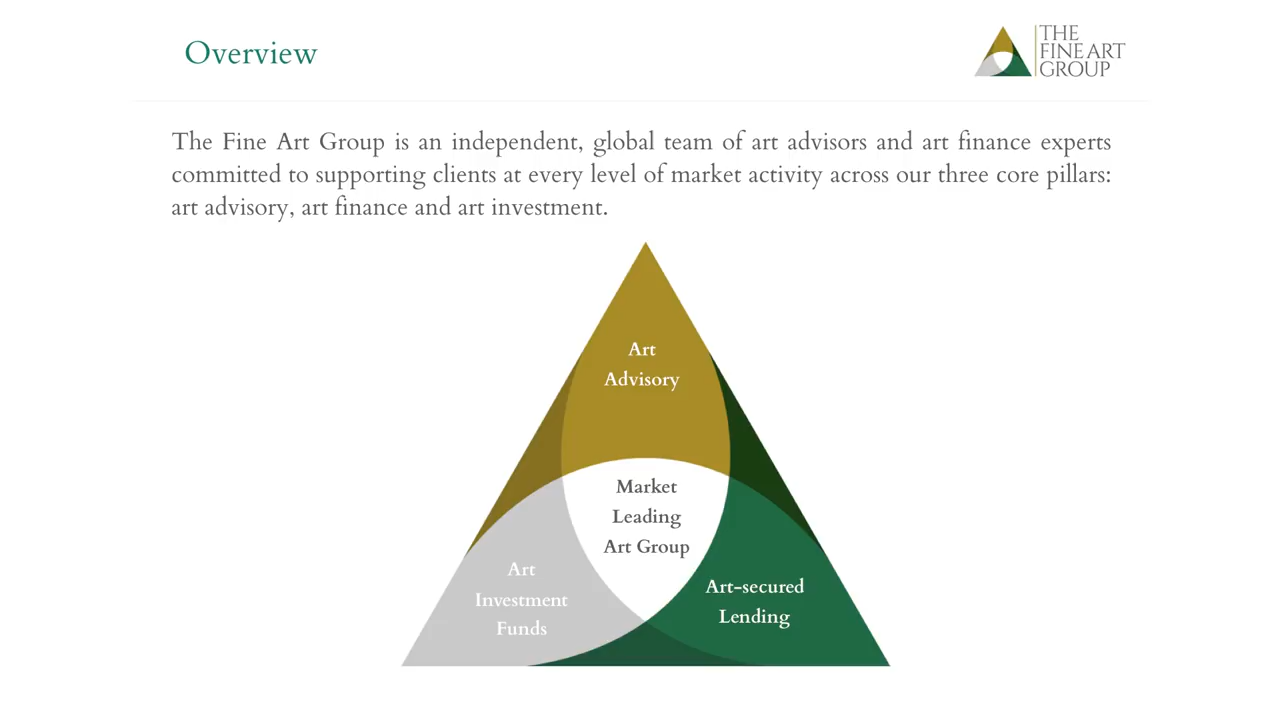 Overview
THE
FINE ART
GROUP
The Fine Art Group is an independent, global team of art advisors and art finance experts
committed to supporting clients at every level of market activity across our three core pillars:
art advisory, art finance and art investment.
Art
Advisory
Market
Leading
Art Group
Art
Investment
Funds
Art-secured
Lending